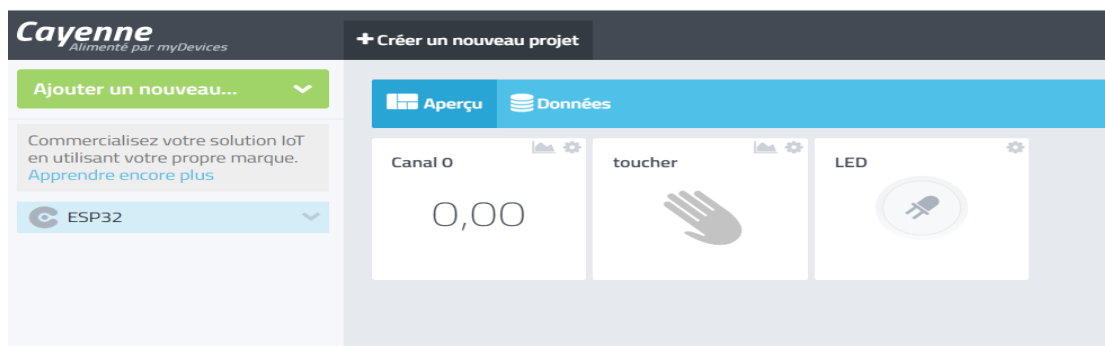 Cayenne
Alimenté par myDevices
+ Créer un nouveau projet
Ajouter un nouveau...
Commercialisez votre solution IoT
en utilisant votre propre marque.
Apprendre encore plus
ESP32
Aperçu
Données
Canal 0
0,00
toucher
LED